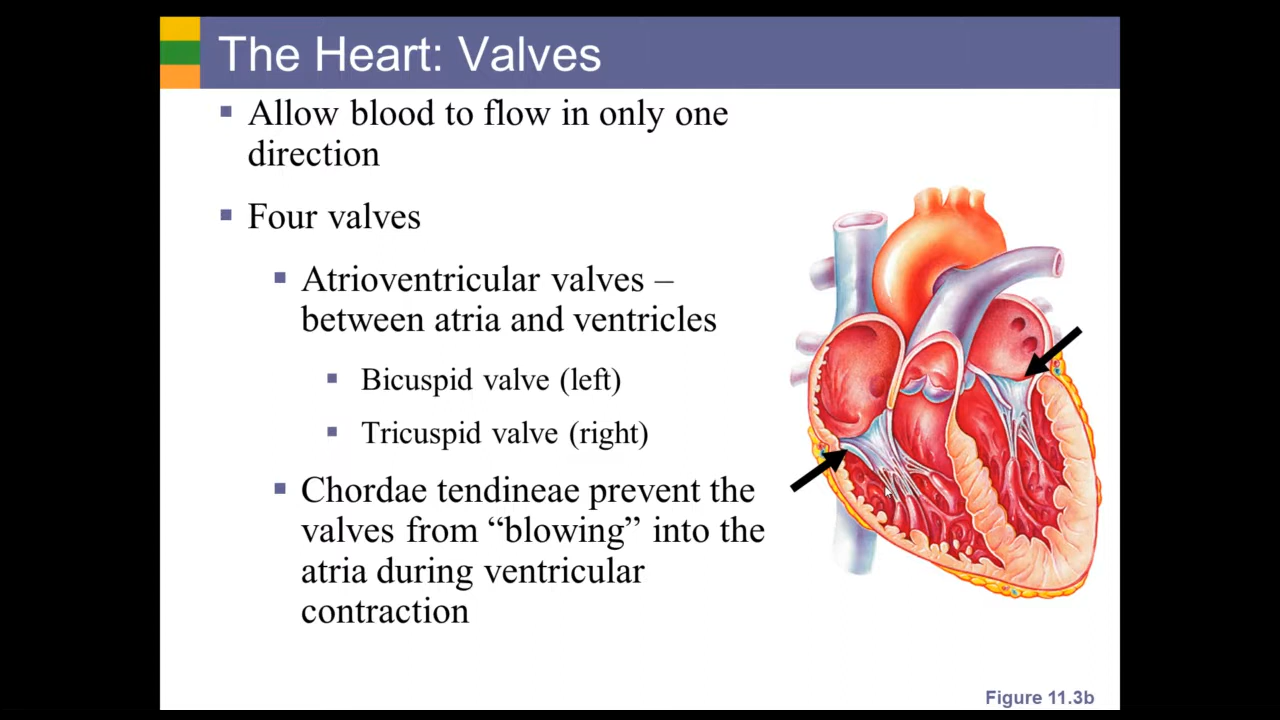 The Heart: Valves
Allow blood to flow in only one
direction
Four valves
Atrioventricular valves –
between atria and ventricles
Bicuspid valve (left)
Tricuspid valve (right)
Chordae tendineae prevent the
valves from “blowing” into the
atria during ventricular
contraction
Figure 11.3b